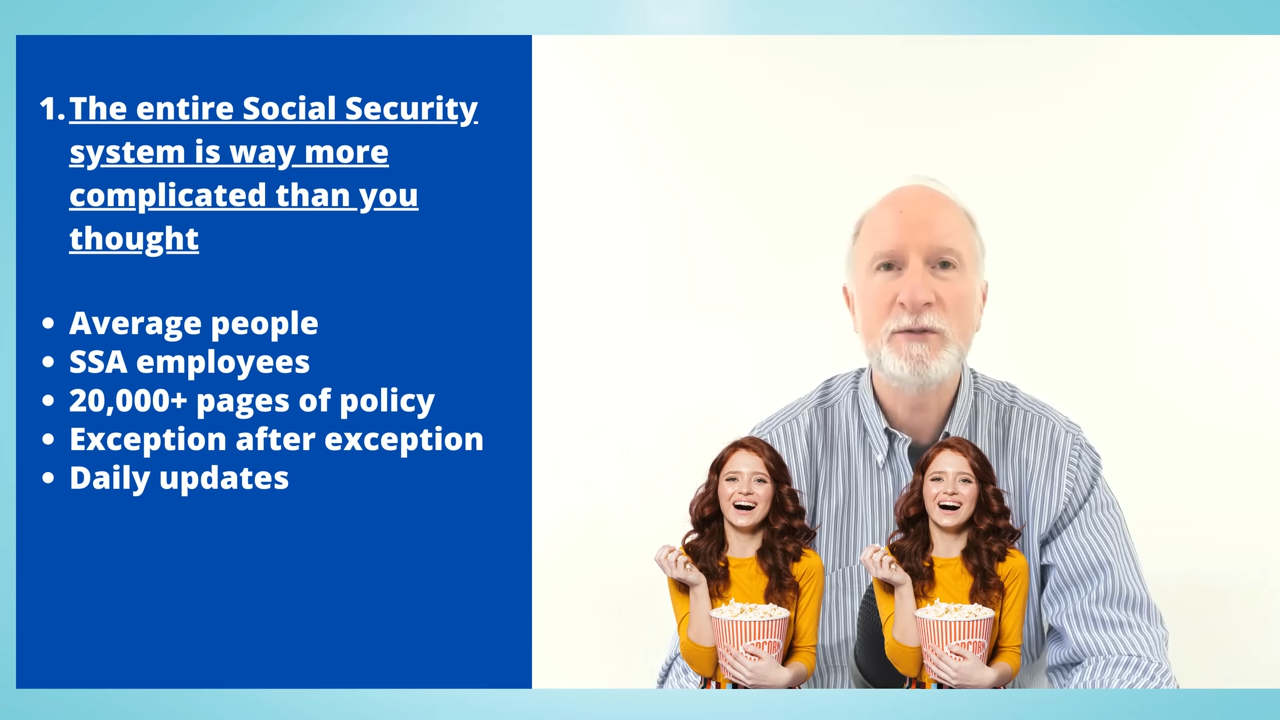 1. The entire Social Security
system is way more
complicated than you
thought
• Average people
• SSA employees
• 20,000+ pages of policy
• Exception after exception
• Daily updates